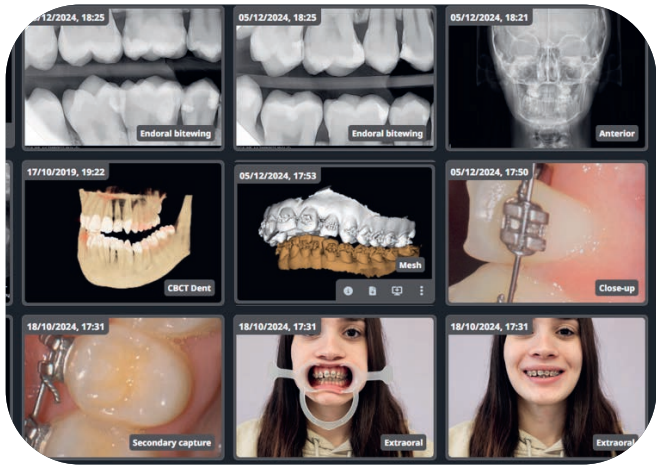 05/12/2024, 18:25
Endoral bitewing
05/12/2024, 18:25
Endoral bitewing
05/12/2024, 18:21
Anterior
17/10/2019, 19:22
CBCT Dent
05/12/2024, 17:53
Mesh
05/12/2024, 17:50
Close-up
18/10/2024, 17:31
Secondary capture
18/10/2024, 17:31
Extraoral
18/10/2024, 17:31
Extraoral